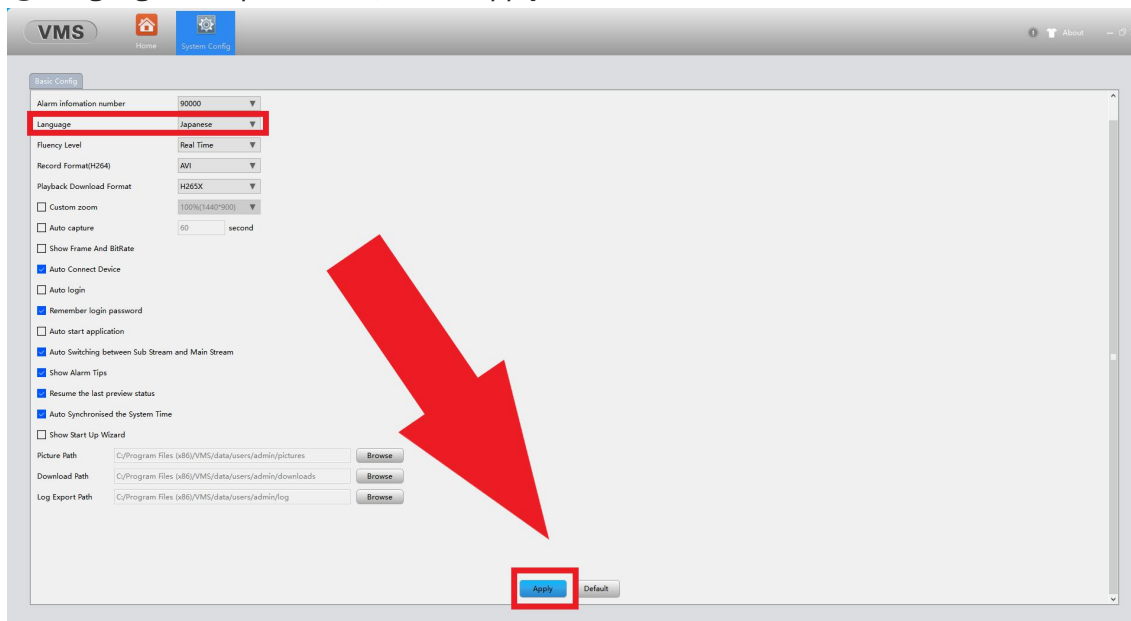 VMS
Home
System Config
About
Basic Config
Alarm infomation number 90000
Language Japanese
Fluency Level Real Time
Record Format(H264) AVI
Playback Download Format H265X
Custom zoom 100%(1440*900)
Auto capture 60 second
Show Frame And BitRate
Auto Connect Device
Auto login
Remember login password
Auto start application
Auto Switching between Sub Stream and Main Stream
Show Alarm Tips
Resume the last preview status
Auto Synchronised the System Time
Show Start Up Wizard
Picture Path C:/Program Files (x86)/VMS/data/users/admin/pictures Browse
Download Path C:/Program Files (x86)/VMS/data/users/admin/downloads Browse
Log Export Path C:/Program Files (x86)/VMS/data/users/admin/log Browse
Apply Default